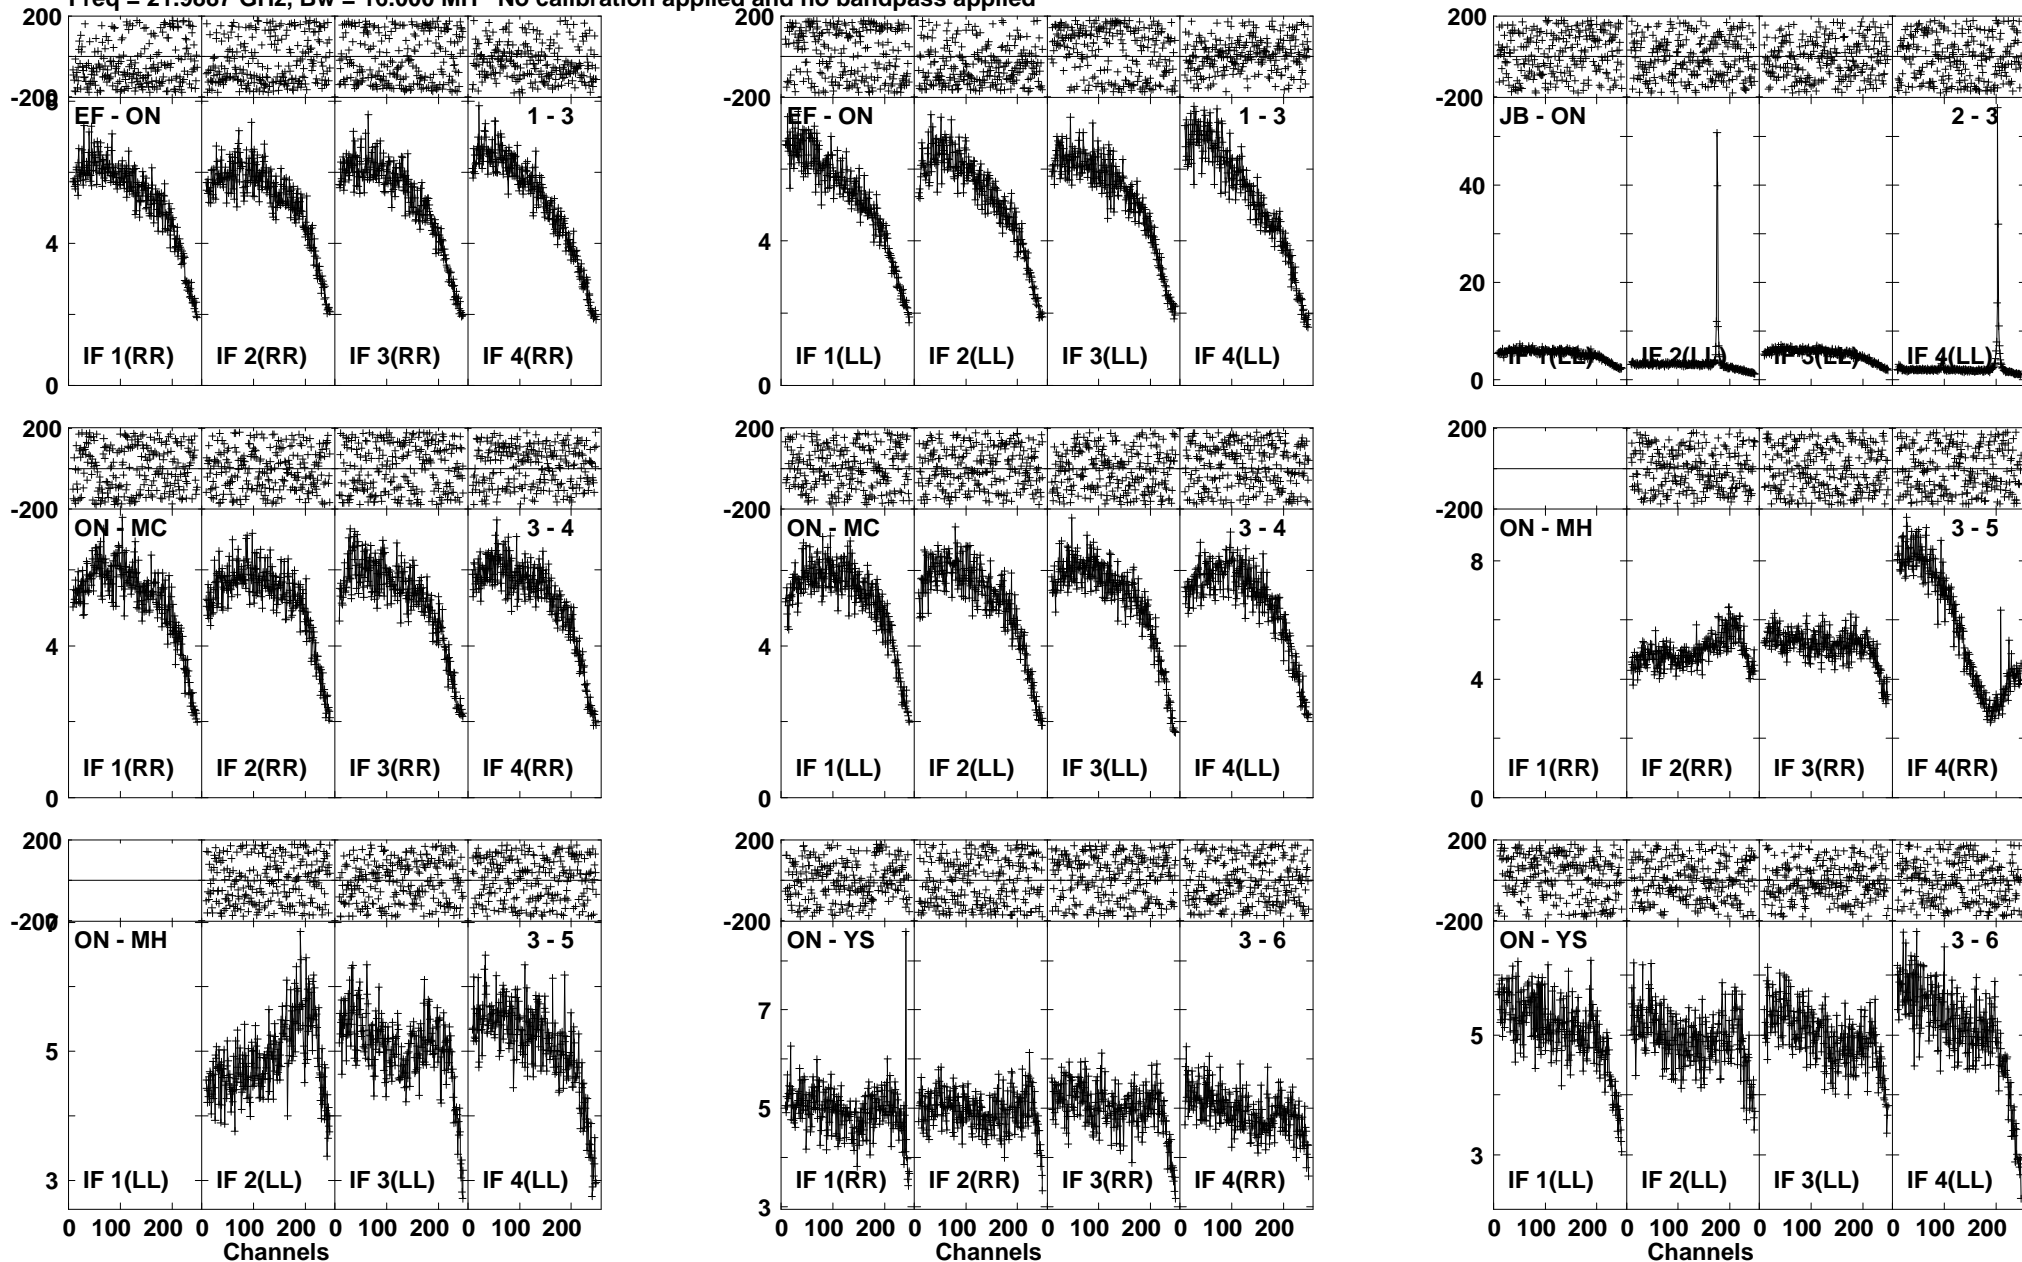 Freq = 21.9887 GHz, Bw = 16.000 MH No calibration applied and no bandpass applied
200 200 200
-200 -200 -200
8
EF - ON 1 - 3 EF - ON 1 - 3 JB - ON 2 - 3
40
4 4 20
IF 1(RR) IF 2(RR) IF 3(RR) IF 4(RR) IF 1(LL) IF 2(LL) IF 3(LL) IF 4(LL) IF 1(LL) IF 2(LL) IF 3(LL) IF 4(LL)
0 0 0
200 200 200
-200 -200 -200
ON - MC 3 - 4 ON - MC 3 - 4 ON - MH 3 - 5
8
4 4 4
IF 1(RR) IF 2(RR) IF 3(RR) IF 4(RR) IF 1(LL) IF 2(LL) IF 3(LL) IF 4(LL) IF 1(RR) IF 2(RR) IF 3(RR) IF 4(RR)
0 0 0
200 200 200
-200 -200 -200
7
ON - MH 3 - 5 ON - YS 3 - 6 ON - YS 3 - 6
7
5 5 5
3 3 3
IF 1(LL) IF 2(LL) IF 3(LL) IF 4(LL) IF 1(RR) IF 2(RR) IF 3(RR) IF 4(RR) IF 1(LL) IF 2(LL) IF 3(LL) IF 4(LL)
0 100 200 0 100 200 0 100 200 0 100 200 0 100 200 0 100 200 0 100 200 0 100 200 0 100 200 0 100 200 0 100 200 0 100 200
Channels Channels